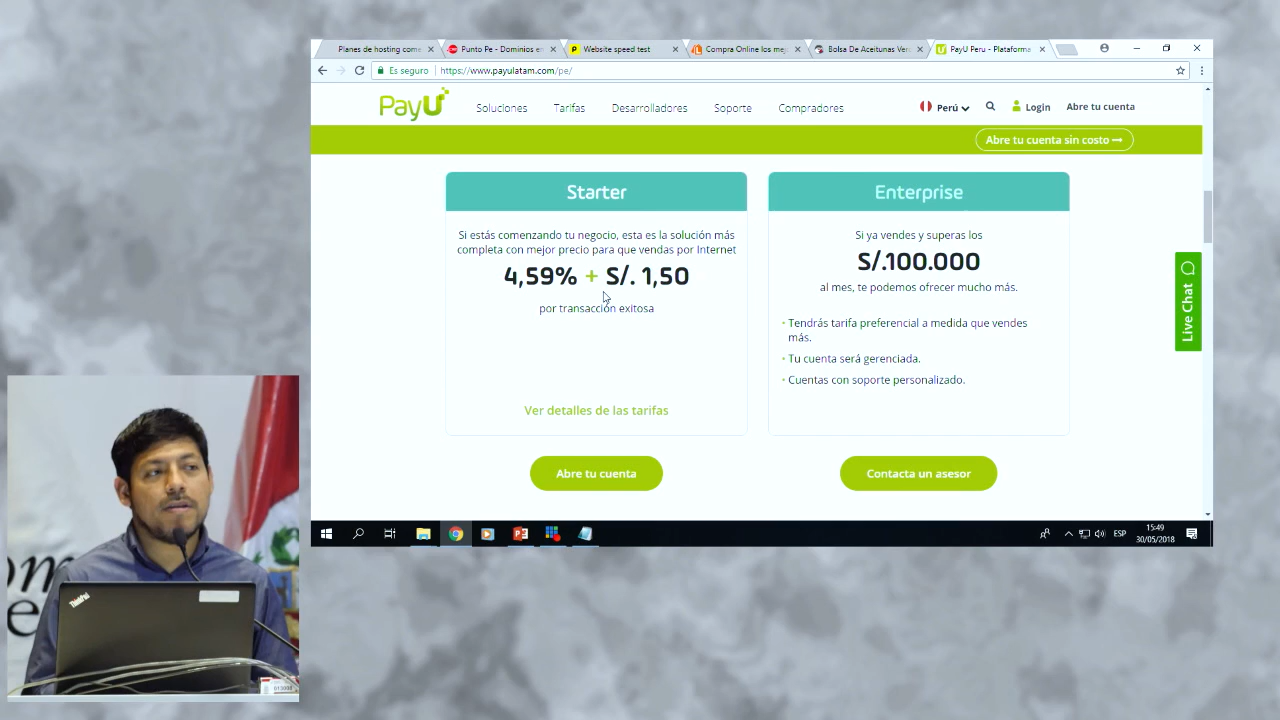 Planes de hosting come
Punto Pe - Dominios en
Website speed test
Compra Online los mej
Bolsa De Aceitunas Ver
PayU Peru - Plataforma
Es seguro
https://www.payulatam.com/pe/
PayU
Soluciones
Tarifas
Desarrolladores
Soporte
Compradores
Perú
Login
Abre tu cuenta
Abre tu cuenta sin costo
Starter
Si estás comenzando tu negocio, esta es la solución más
completa con mejor precio para que vendas por Internet
4,59% + S/. 1,50
por transacción exitosa
Ver detalles de las tarifas
Abre tu cuenta
Enterprise
Si ya vendes y superas los
S/.100.000
al mes, te podemos ofrecer mucho más.
• Tendrás tarifa preferencial a medida que vendes
más.
• Tu cuenta será gerenciada.
• Cuentas con soporte personalizado.
Contacta un asesor
Live Chat
ESP
15:49
30/05/2018
ThinkPad